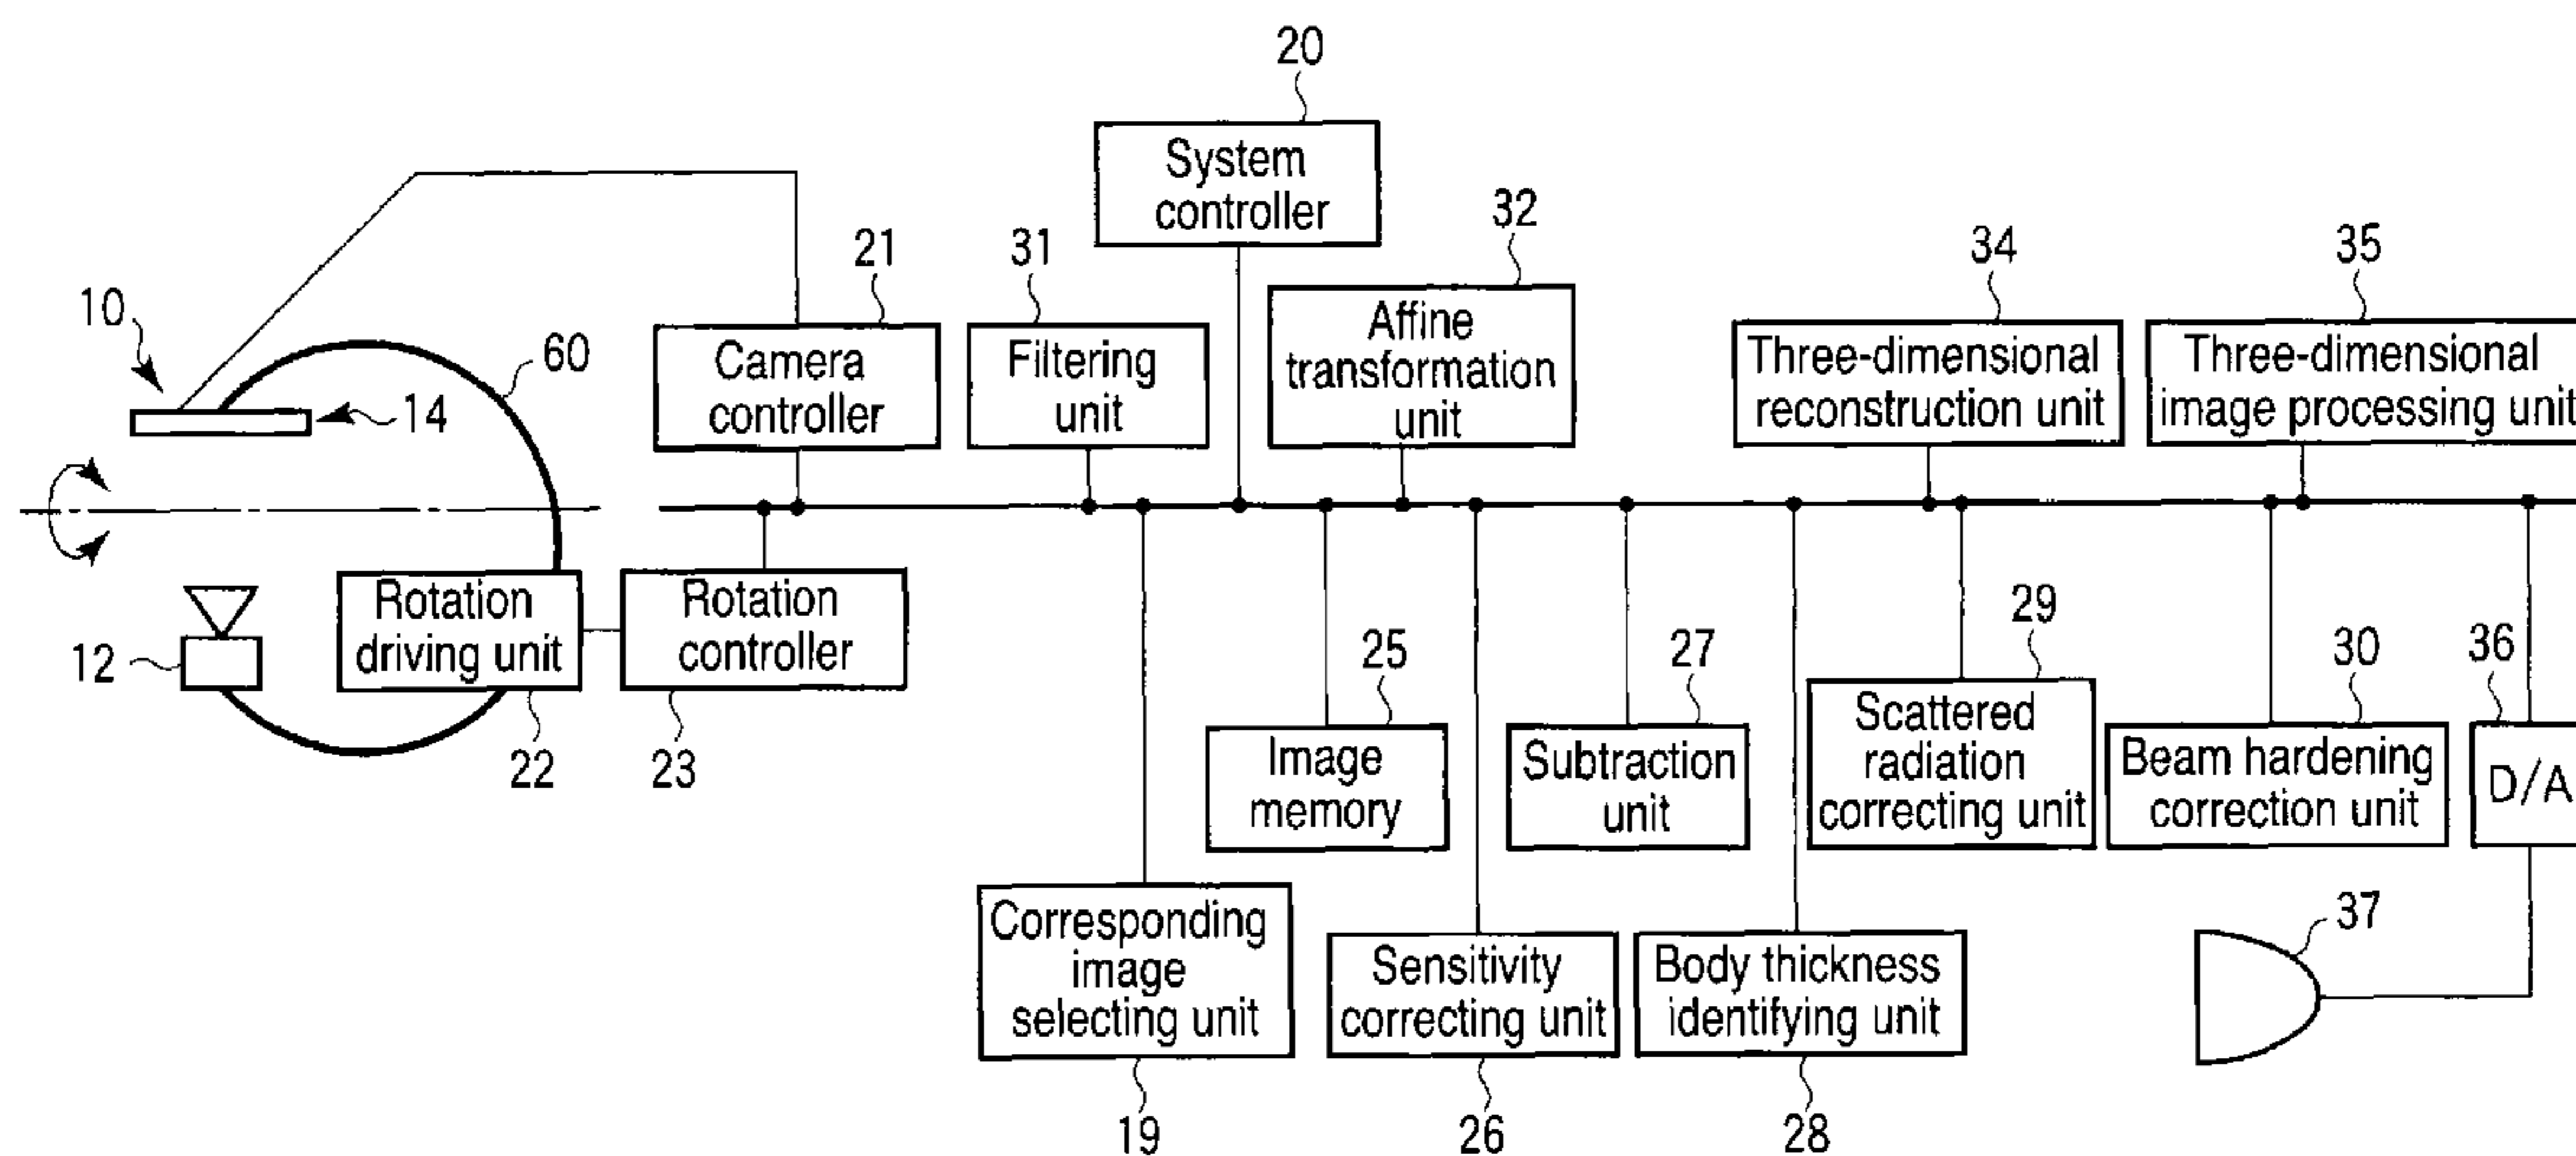 20
System
controller
32
21
31
34
35
10
Camera
controller
Filtering
unit
Affine
transformation
unit
Three-dimensional
reconstruction unit
Three-dimensional
image processing unit
60
14
Rotation
driving unit
Rotation
controller
12
22
23
25
27
29
30
36
Image
memory
Subtraction
unit
Scattered
radiation
correcting unit
Beam hardening
correction unit
D/A
37
Corresponding
image
selecting unit
Sensitivity
correcting unit
Body thickness
identifying unit
19
26
28